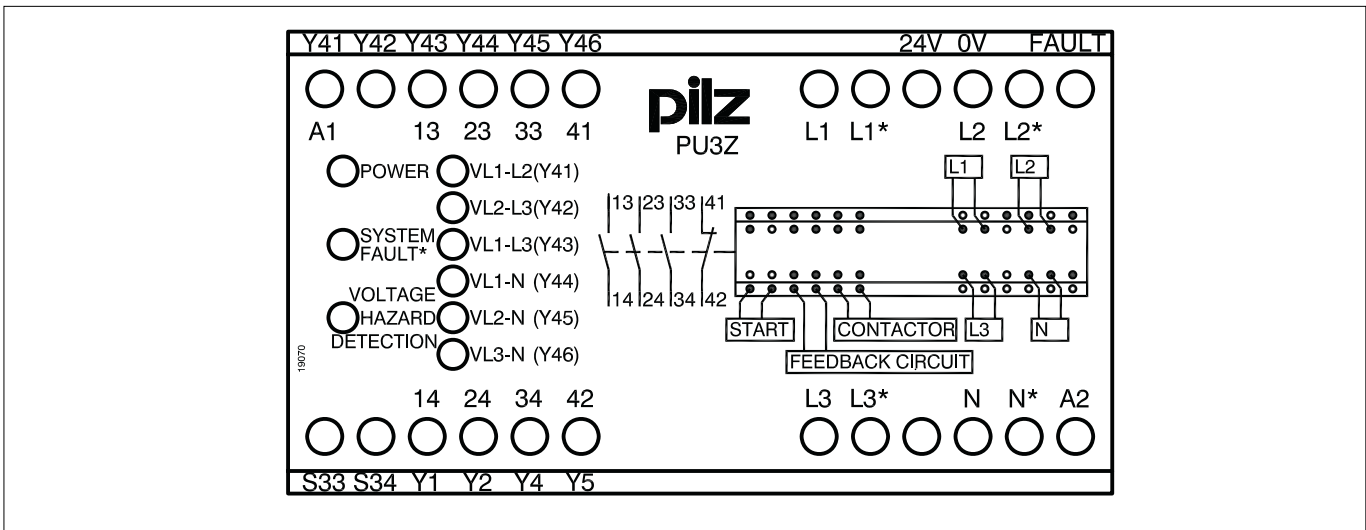 Y41 Y42 Y43 Y44 Y45 Y46 24V 0V FAULT
pilz
PU3Z
A1 13 23 33 41 L1 L1* L2 L2*
POWER
SYSTEM
FAULT*
VOLTAGE
HAZARD
DETECTION
VL1-L2(Y41)
VL2-L3(Y42)
VL1-L3(Y43)
VL1-N (Y44)
VL2-N (Y45)
VL3-N (Y46)
13 23 33 41
14 24 34 42
L1 L2
START CONTACTOR L3 N
FEEDBACK CIRCUIT
19070
14 24 34 42 L3 L3* N N* A2
S33 S34 Y1 Y2 Y4 Y5